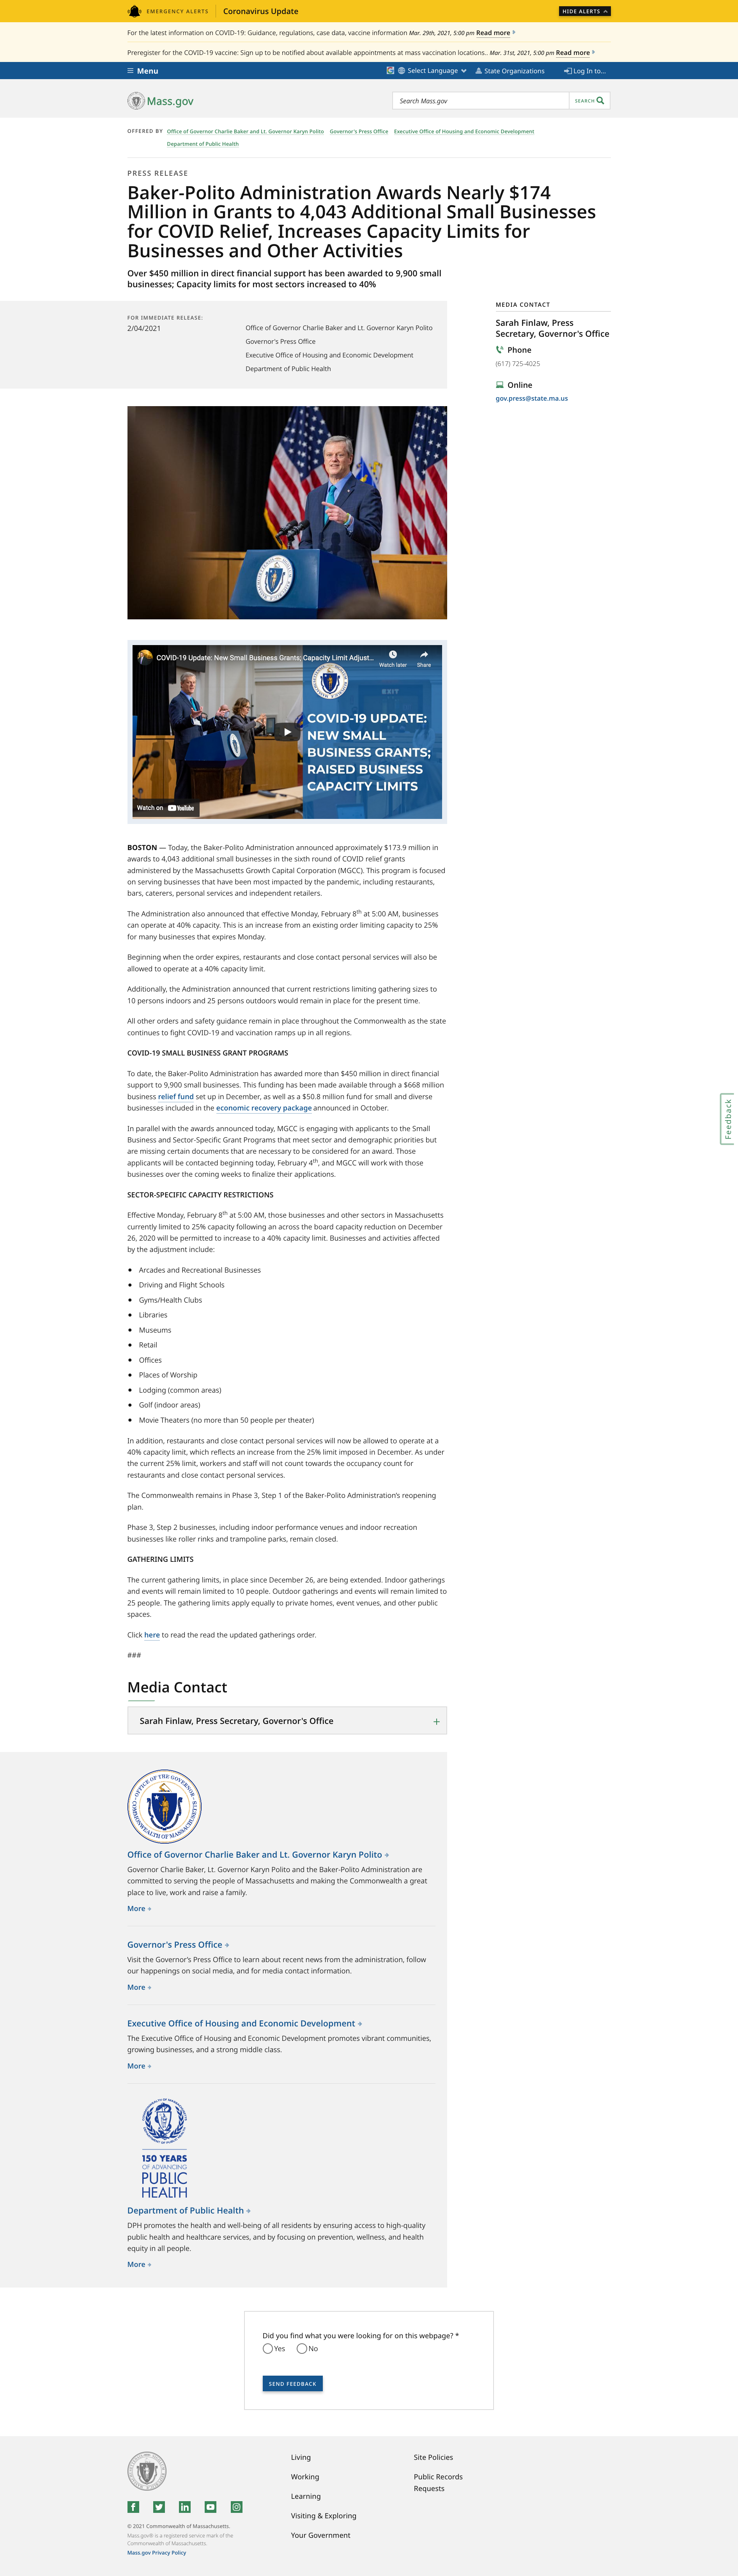 EMERGENCY ALERTS
Coronavirus Update
HIDE ALERTS
For the latest information on COVID-19: Guidance, regulations, case data, vaccine information Mar. 29th, 2021, 5:00 pm Read more
Preregister for the COVID-19 vaccine: Sign up to be notified about available appointments at mass vaccination locations.. Mar. 31st, 2021, 5:00 pm Read more
Menu
Select Language
State Organizations
Log In to...
Mass.gov
Search Mass.gov
SEARCH
OFFERED BY Office of Governor Charlie Baker and Lt. Governor Karyn Polito Governor's Press Office Executive Office of Housing and Economic Development
Department of Public Health
PRESS RELEASE
Baker-Polito Administration Awards Nearly $174
Million in Grants to 4,043 Additional Small Businesses
for COVID Relief, Increases Capacity Limits for
Businesses and Other Activities
Over $450 million in direct financial support has been awarded to 9,900 small
businesses; Capacity limits for most sectors increased to 40%
FOR IMMEDIATE RELEASE:
2/04/2021
Office of Governor Charlie Baker and Lt. Governor Karyn Polito
Governor's Press Office
Executive Office of Housing and Economic Development
Department of Public Health
MEDIA CONTACT
Sarah Finlaw, Press
Secretary, Governor's Office
Phone
(617) 725-4025
Online
gov.press@state.ma.us
COVID-19 Update: New Small Business Grants; Capacity Limit Adjust...
Watch later
Share
EXIT
COVID-19 UPDATE:
NEW SMALL
BUSINESS GRANTS;
RAISED BUSINESS
CAPACITY LIMITS
Watch on YouTube
BOSTON — Today, the Baker-Polito Administration announced approximately $173.9 million in
awards to 4,043 additional small businesses in the sixth round of COVID relief grants
administered by the Massachusetts Growth Capital Corporation (MGCC). This program is focused
on serving businesses that have been most impacted by the pandemic, including restaurants,
bars, caterers, personal services and independent retailers.
The Administration also announced that effective Monday, February 8th at 5:00 AM, businesses
can operate at 40% capacity. This is an increase from an existing order limiting capacity to 25%
for many businesses that expires Monday.
Beginning when the order expires, restaurants and close contact personal services will also be
allowed to operate at a 40% capacity limit.
Additionally, the Administration announced that current restrictions limiting gathering sizes to
10 persons indoors and 25 persons outdoors would remain in place for the present time.
All other orders and safety guidance remain in place throughout the Commonwealth as the state
continues to fight COVID-19 and vaccination ramps up in all regions.
COVID-19 SMALL BUSINESS GRANT PROGRAMS
To date, the Baker-Polito Administration has awarded more than $450 million in direct financial
support to 9,900 small businesses. This funding has been made available through a $668 million
business relief fund set up in December, as well as a $50.8 million fund for small and diverse
businesses included in the economic recovery package announced in October.
In parallel with the awards announced today, MGCC is engaging with applicants to the Small
Business and Sector-Specific Grant Programs that meet sector and demographic priorities but
are missing certain documents that are necessary to be considered for an award. Those
applicants will be contacted beginning today, February 4th, and MGCC will work with those
businesses over the coming weeks to finalize their applications.
SECTOR-SPECIFIC CAPACITY RESTRICTIONS
Effective Monday, February 8th at 5:00 AM, those businesses and other sectors in Massachusetts
currently limited to 25% capacity following an across the board capacity reduction on December
26, 2020 will be permitted to increase to a 40% capacity limit. Businesses and activities affected
by the adjustment include:
• Arcades and Recreational Businesses
• Driving and Flight Schools
• Gyms/Health Clubs
• Libraries
• Museums
• Retail
• Offices
• Places of Worship
• Lodging (common areas)
• Golf (indoor areas)
• Movie Theaters (no more than 50 people per theater)
In addition, restaurants and close contact personal services will now be allowed to operate at a
40% capacity limit, which reflects an increase from the 25% limit imposed in December. As under
the current 25% limit, workers and staff will not count towards the occupancy count for
restaurants and close contact personal services.
The Commonwealth remains in Phase 3, Step 1 of the Baker-Polito Administration's reopening
plan.
Phase 3, Step 2 businesses, including indoor performance venues and indoor recreation
businesses like roller rinks and trampoline parks, remain closed.
GATHERING LIMITS
The current gathering limits, in place since December 26, are being extended. Indoor gatherings
and events will remain limited to 10 people. Outdoor gatherings and events will remain limited to
25 people. The gathering limits apply equally to private homes, event venues, and other public
spaces.
Click here to read the read the updated gatherings order.
###
Feedback
Media Contact
Sarah Finlaw, Press Secretary, Governor's Office
OFFICE OF THE GOVERNOR
COMMONWEALTH OF MASSACHUSETTS
Office of Governor Charlie Baker and Lt. Governor Karyn Polito
Governor Charlie Baker, Lt. Governor Karyn Polito and the Baker-Polito Administration are
committed to serving the people of Massachusetts and making the Commonwealth a great
place to live, work and raise a family.
More
Governor's Press Office
Visit the Governor's Press Office to learn about recent news from the administration, follow
our happenings on social media, and for media contact information.
More
Executive Office of Housing and Economic Development
The Executive Office of Housing and Economic Development promotes vibrant communities,
growing businesses, and a strong middle class.
More
150 YEARS
OF ADVANCING
PUBLIC
HEALTH
Department of Public Health
DPH promotes the health and well-being of all residents by ensuring access to high-quality
public health and healthcare services, and by focusing on prevention, wellness, and health
equity in all people.
More
Did you find what you were looking for on this webpage? *
Yes
No
SEND FEEDBACK
Living
Working
Learning
Visiting & Exploring
Your Government
Site Policies
Public Records
Requests
© 2021 Commonwealth of Massachusetts.
Mass.gov® is a registered service mark of the
Commonwealth of Massachusetts.
Mass.gov Privacy Policy